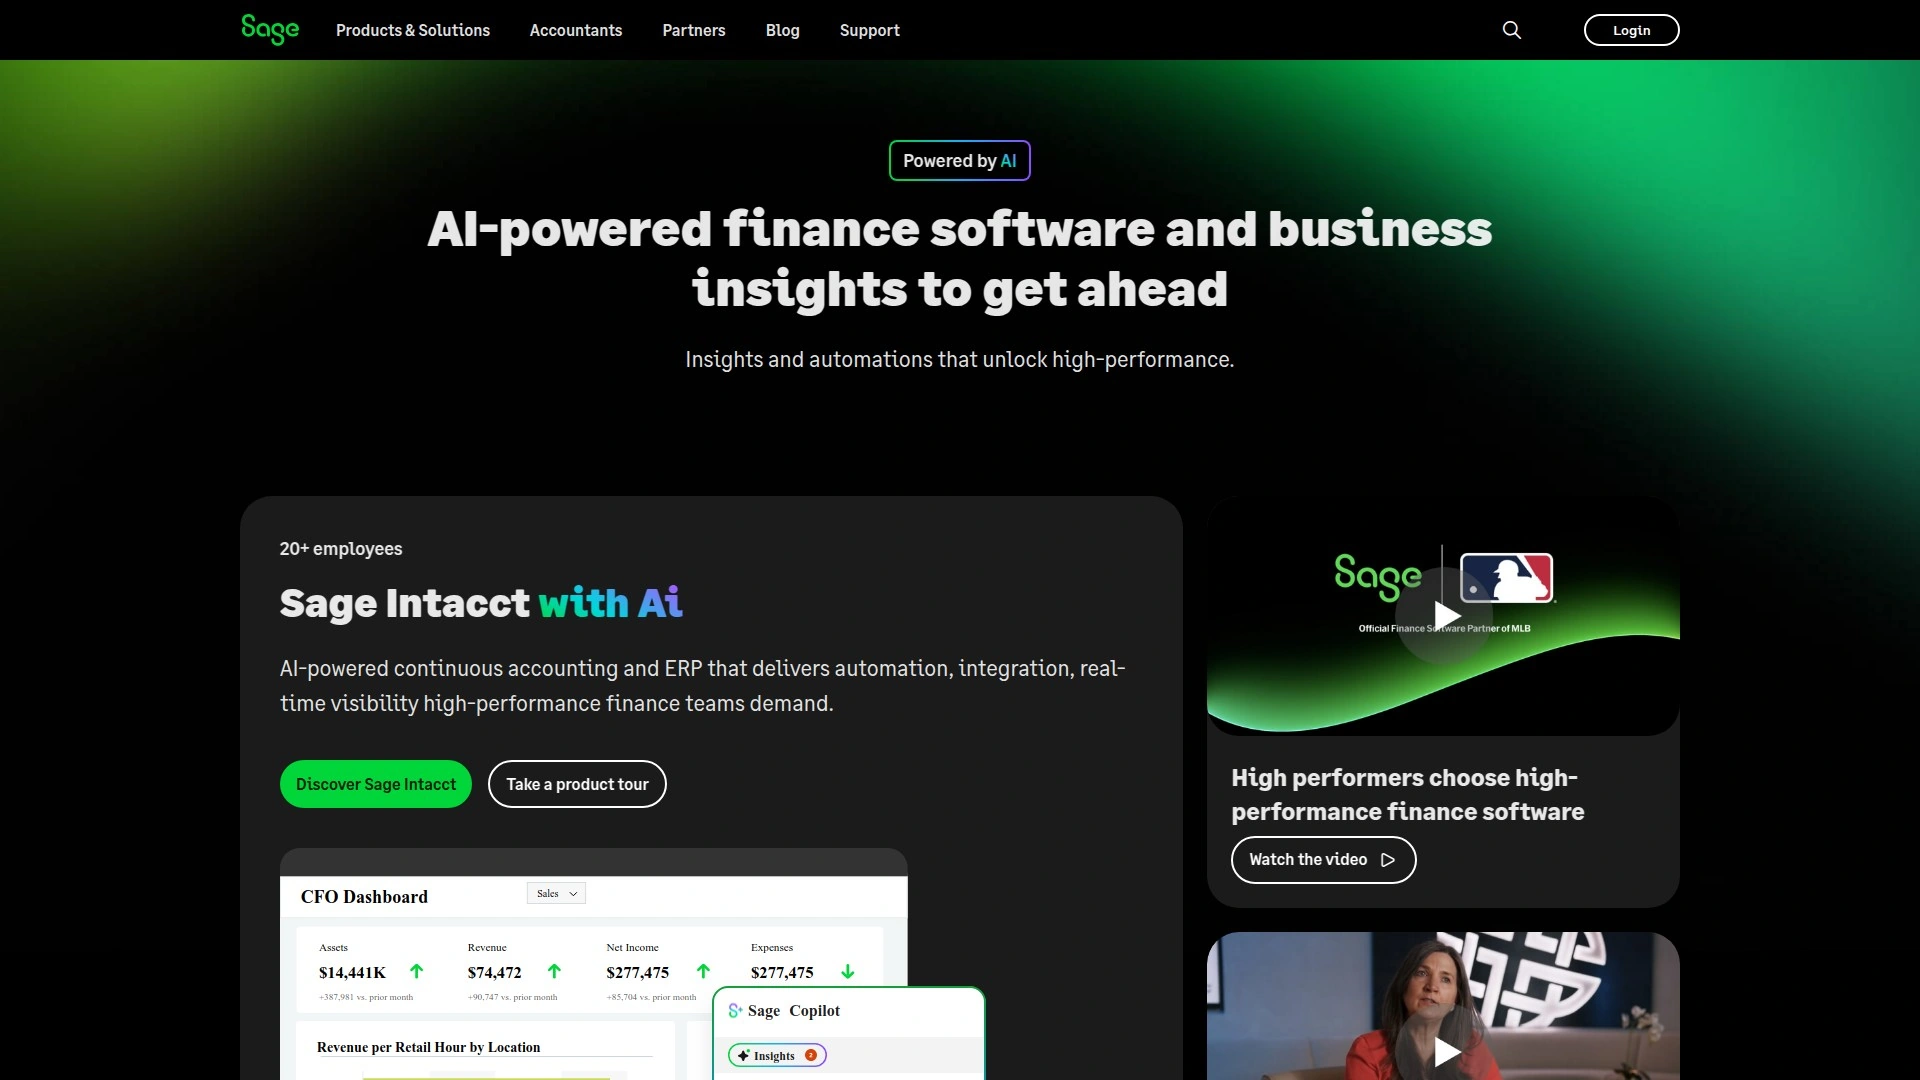 Sage
Products & Solutions
Accountants
Partners
Blog
Support
Login
Powered by AI
AI-powered finance software and business
insights to get ahead
Insights and automations that unlock high-performance.
20+ employees
Sage Intacct with Ai
AI-powered continuous accounting and ERP that delivers automation, integration, real-
time visibility high-performance finance teams demand.
Discover Sage Intacct
Take a product tour
CFO Dashboard
Sales
Assets
Revenue
Net Income
Expenses
$14,441K
$74,472
$277,475
$277,475
+387,981 vs. prior month
+90,747 vs. prior month
+85,704 vs. prior month
Revenue per Retail Hour by Location
Sage Copilot
Insights 2
Sage
Official Finance Software Partner of MLB
High performers choose high-
performance finance software
Watch the video